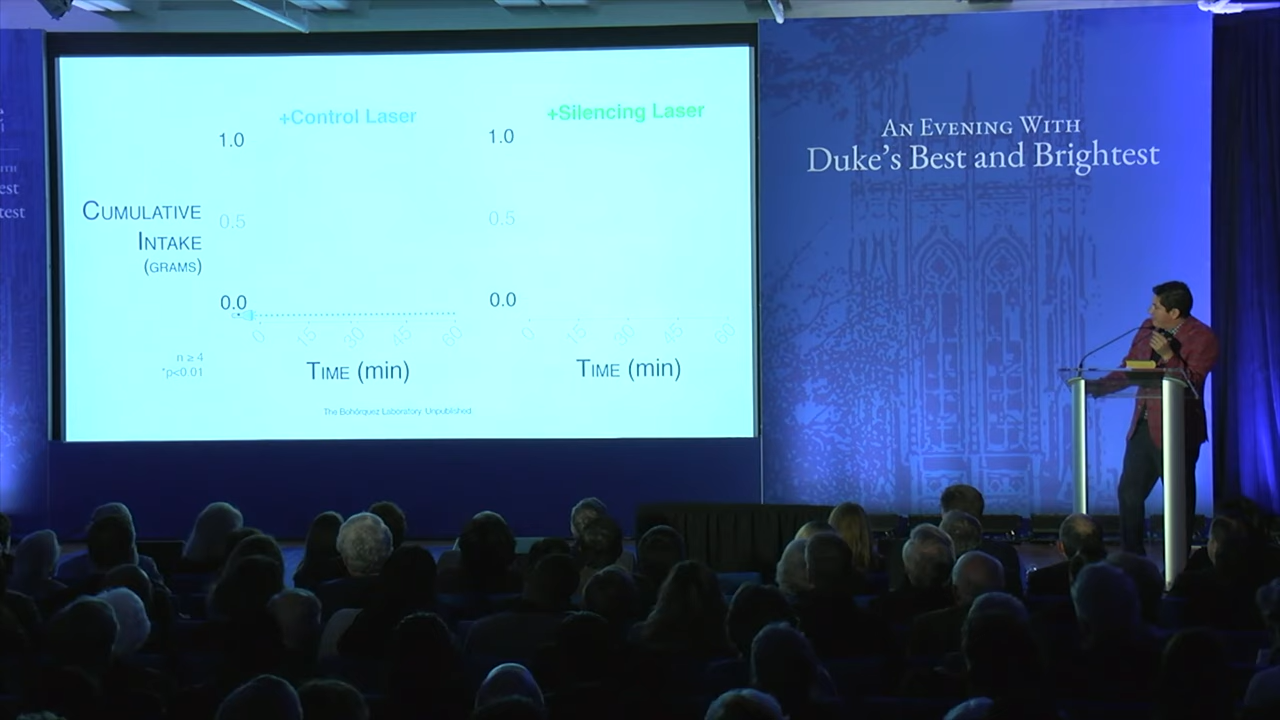 +Control Laser
+Silencing Laser
1.0
1.0
CUMULATIVE
INTAKE
(GRAMS)
0.5
0.5
0.0
0.0
0 15 30 45 60
0 15 30 45 60
TIME (min)
TIME (min)
n ≥ 4
*p<0.01
The Bohórquez Laboratory. Unpublished
AN EVENING WITH
DUKE'S BEST AND BRIGHTEST
est
test